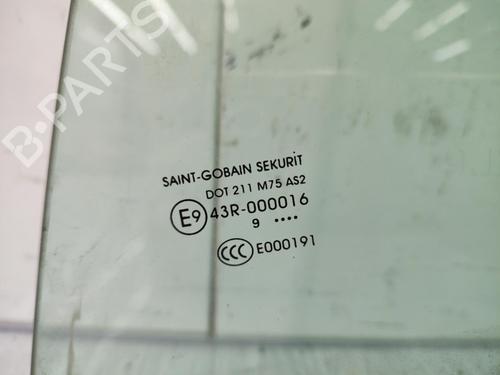 B-PARTS
SAINT-GOBAIN SEKURIT
DOT 211 M75 AS2
E9 43R-000016
9 ....
CCC E000191